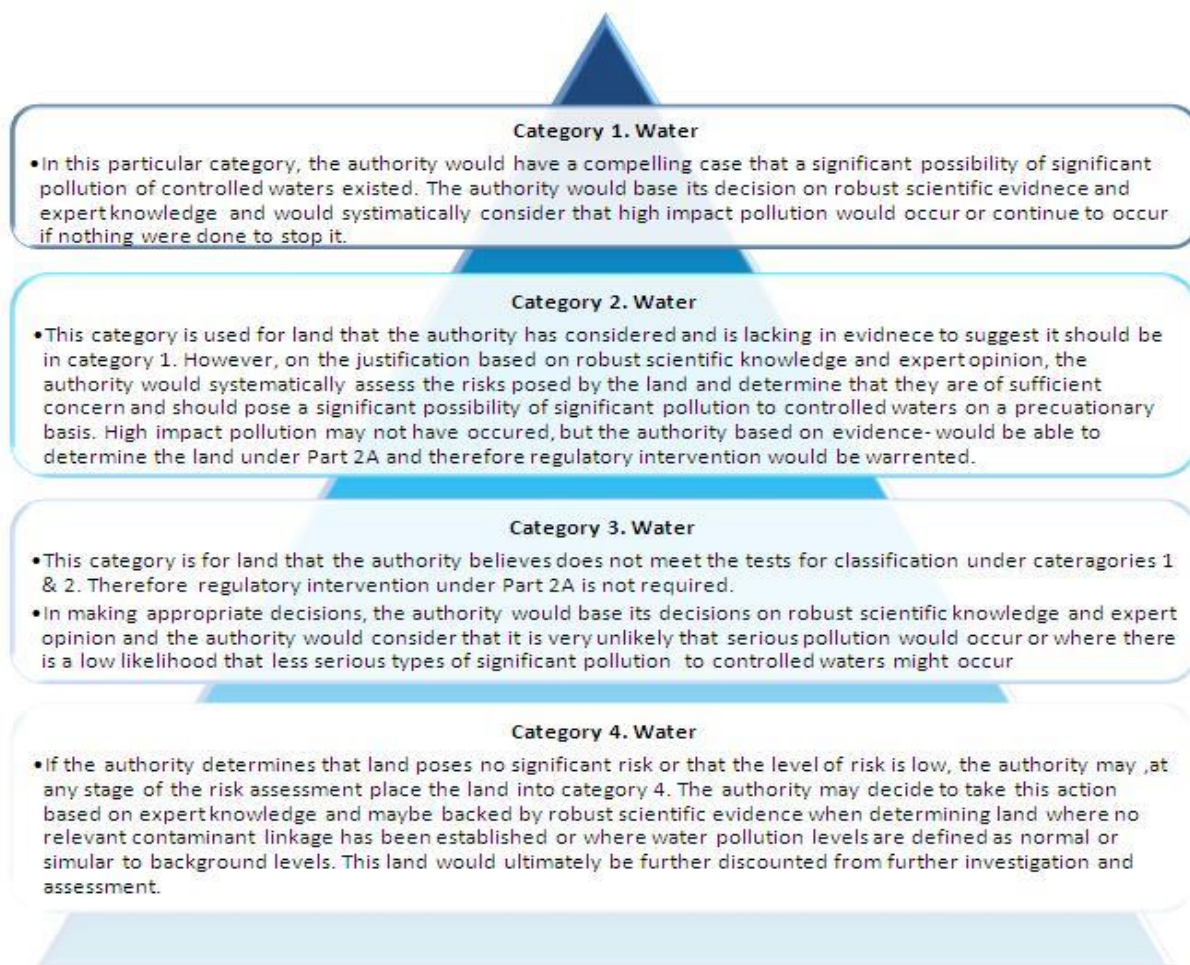 Category 1. Water
•In this particular category, the authority would have a compelling case that a significant possibility of significant
pollution of controlled waters existed. The authority would base its decision on robust scientific evidnece and
expert knowledge and would systimatically consider that high impact pollution would occur or continue to occur
if nothing were done to stop it.
Category 2. Water
•This category is used for land that the authority has considered and is lacking in evidnece to suggest it should be
in category 1. However, on the justification based on robust scientific knowledge and expert opinion, the
authority would systematically assess the risks posed by the land and determine that they are of sufficient
concern and should pose a significant possibility of significant pollution to controlled waters on a precuationary
basis. High impact pollution may not have occured, but the authority based on evidence- would be able to
determine the land under Part 2A and therefore regulatory intervention would be warrented.
Category 3. Water
•This category is for land that the authority believes does not meet the tests for classification under cateragories 1
& 2. Therefore regulatory intervention under Part 2A is not required.
•In making appropriate decisions, the authority would base its decisions on robust scientific knowledge and expert
opinion and the authority would consider that it is very unlikely that serious pollution would occur or where there
is a low likelihood that less serious types of significant pollution to controlled waters might occur
Category 4. Water
•If the authority determines that land poses no significant risk or that the level of risk is low, the authority may ,at
any stage of the risk assessment place the land into category 4. The authority may decide to take this action
based on expert knowledge and maybe backed by robust scientific evidence when determining land where no
relevant contaminant linkage has been established or where water pollution levels are defined as normal or
simular to background levels. This land would ultimately be further discounted from further investigation and
assessment.